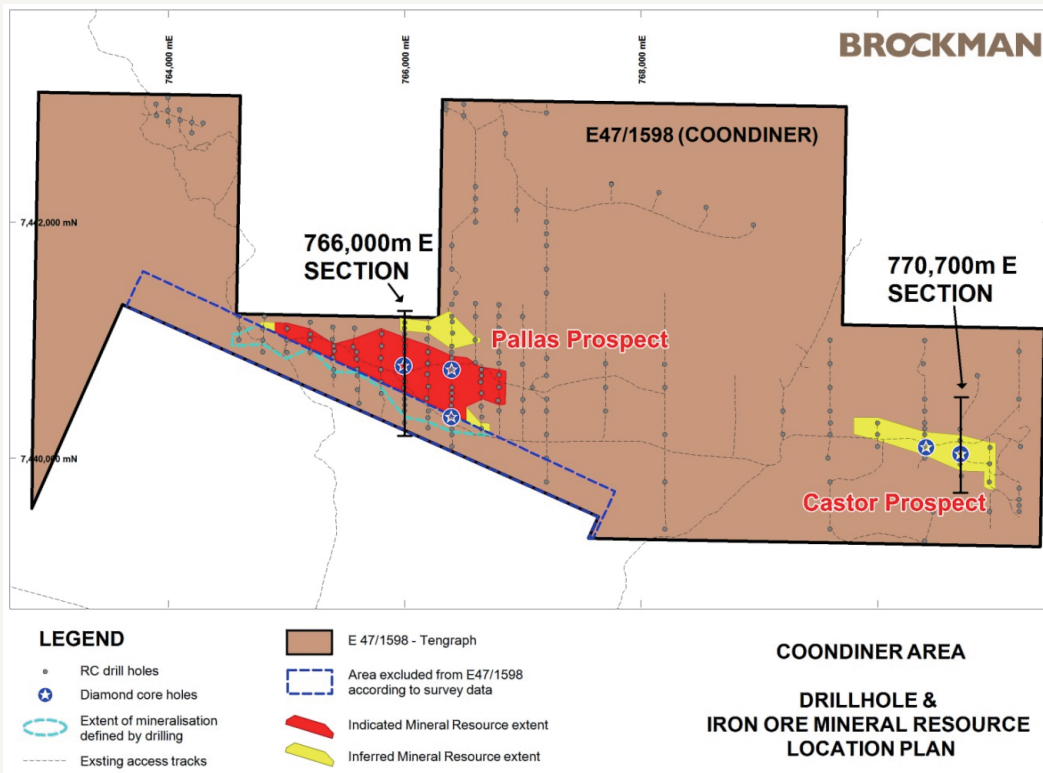 BROCKMAN
764,000 mE
766,000 mE
768,000 mE
E47/1598 (COONDINER)
7,442,000 mN
766,000m E
SECTION
770,700m E
SECTION
Pallas Prospect
7,440,000 mN
Castor Prospect
LEGEND
RC drill holes
Diamond core holes
Extent of mineralisation
defined by drilling
Exsting access tracks
E 47/1598 - Tengraph
Area excluded from E47/1598
according to survey data
Indicated Mineral Resource extent
Inferred Mineral Resource extent
COONDINER AREA
DRILLHOLE &
IRON ORE MINERAL RESOURCE
LOCATION PLAN